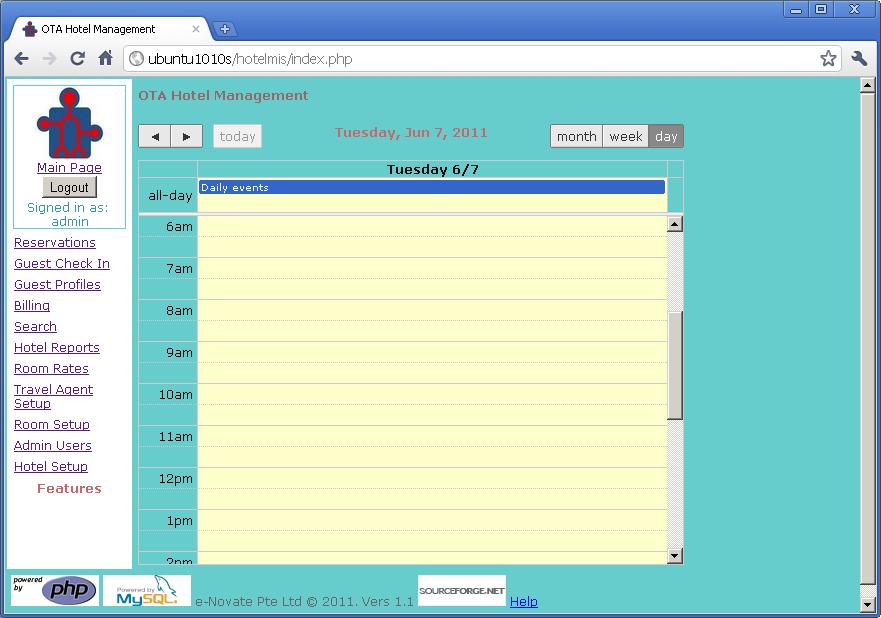 OTA Hotel Management
ubuntu1010s/hotelmis/index.php
Main Page
Logout
Signed in as:
admin
Reservations
Guest Check In
Guest Profiles
Billing
Search
Hotel Reports
Room Rates
Travel Agent
Setup
Room Setup
Admin Users
Hotel Setup
Features
OTA Hotel Management
today
Tuesday, Jun 7, 2011
month week day
Tuesday 6/7
all-day Daily events
6am
7am
8am
9am
10am
11am
12pm
1pm
2pm
powered
by
php
Powered by
MySQL
e-Novate Pte Ltd © 2011. Vers 1.1
SOURCEFORGE.NET
Help